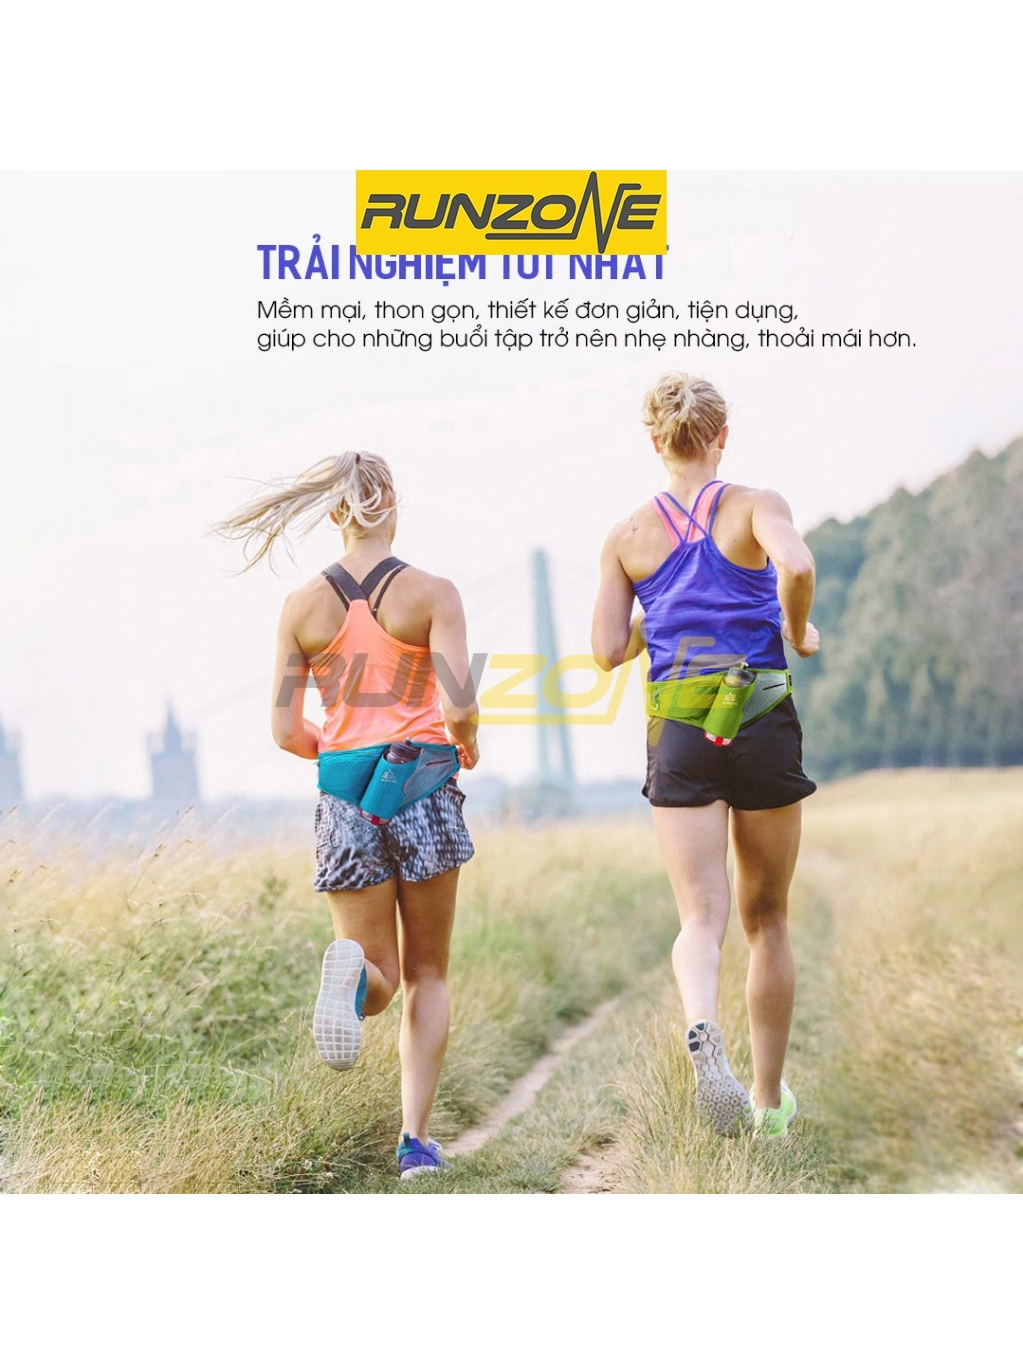 RUNZONE
TRẢI NGHIỆM TỐT NHẤT
Mềm mại, thon gọn, thiết kế đơn giản, tiện dụng,
giúp cho những buổi tập trở nên nhẹ nhàng, thoải mái hơn.
RUNZONE